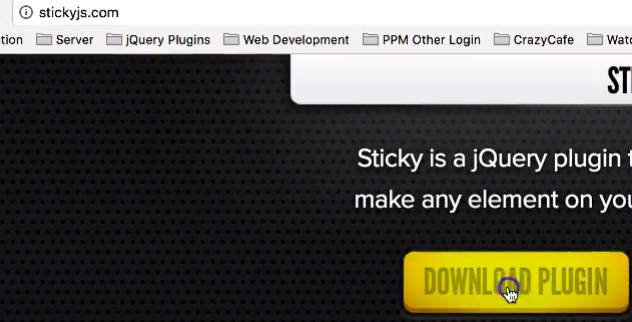 stickyjs.com
Server jQuery Plugins Web Development PPM Other Login CrazyCafe
Sticky is a jQuery plugin
make any element on
DOWNLOAD PLUGIN